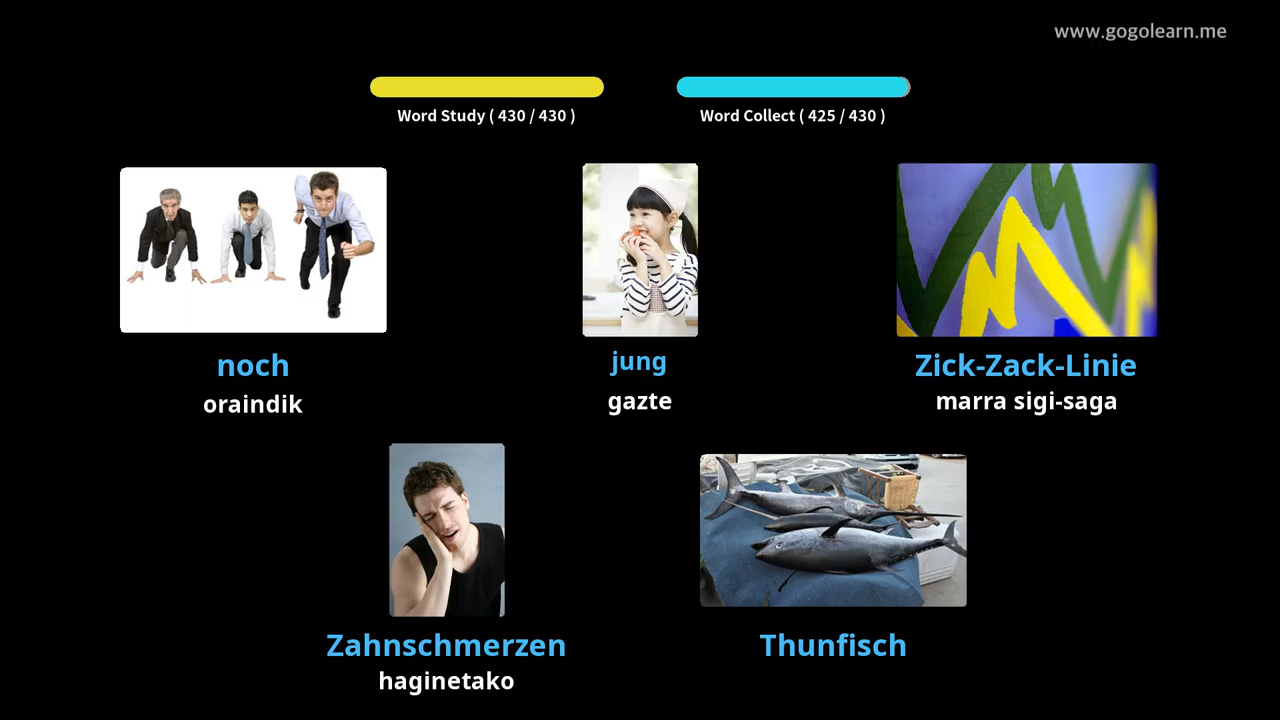 www.gogolearn.me
Word Study ( 430 / 430 )
Word Collect ( 425 / 430 )
noch
oraindik
jung
gazte
Zick-Zack-Linie
marra sigi-saga
Zahnschmerzen
haginetako
Thunfisch